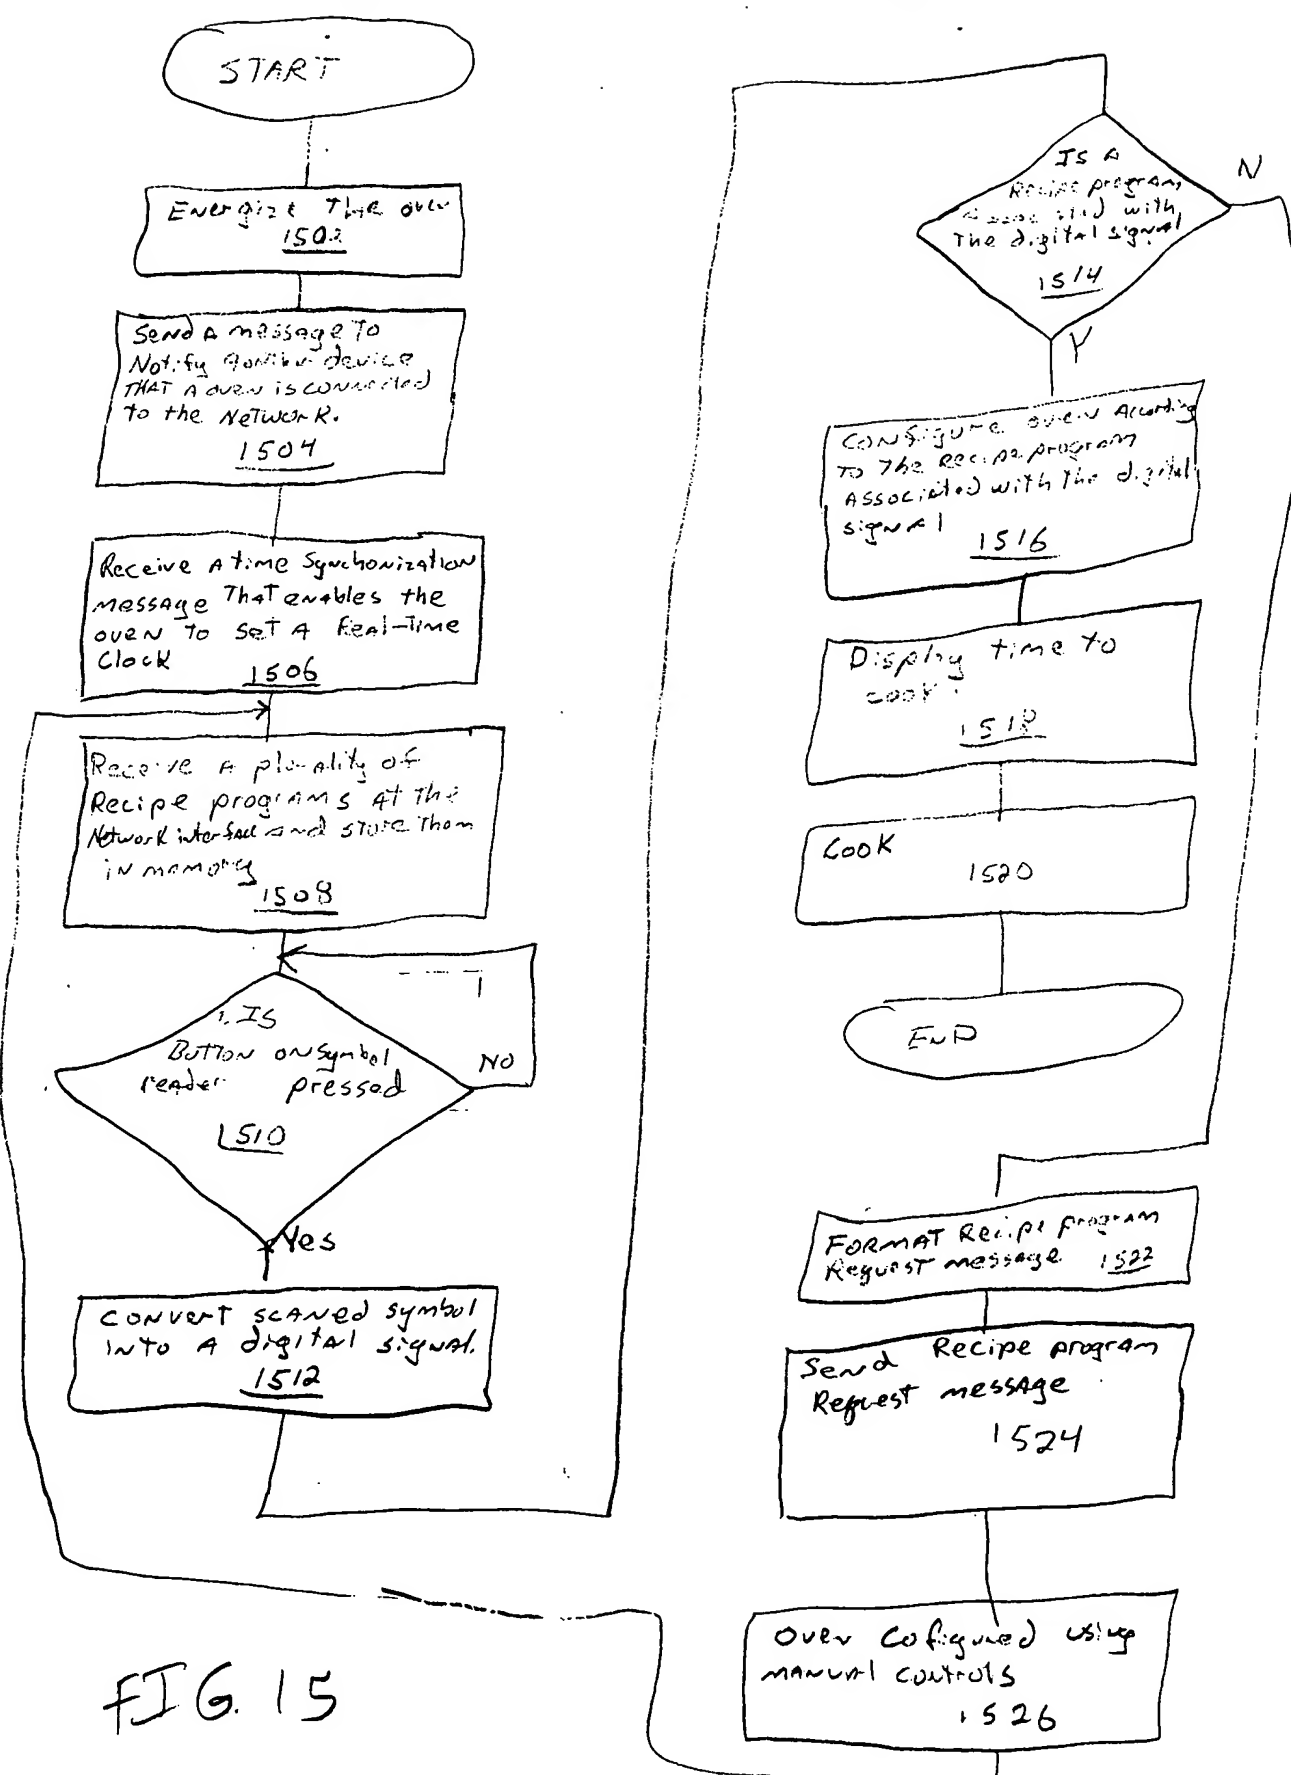 START
Energize The oven
1502
Send A message To
Notify another device
THAT A oven is connected
to the Network.
1504
Receive A time Synchonization
message That enables the
oven to set A Real-Time
Clock
1506
Receive A plurality of
Recipe programs At The
Network interface and store Them
in memory
1508
Is
Button on symbol
reader pressed
1510
NO
Yes
Convert scaned symbol
into A digital signal.
1512
Is A
Recipe program
Associated with
The digital signal
1514
N
Y
Configure oven According
To The Recipe program
Associated with the digital
signal
1516
Display time to
cook.
1518
Cook
1520
End
Format Recipe program
Request message 1522
Send Recipe program
Request message
1524
Oven Cofigured using
manual controls
1526
FIG. 15